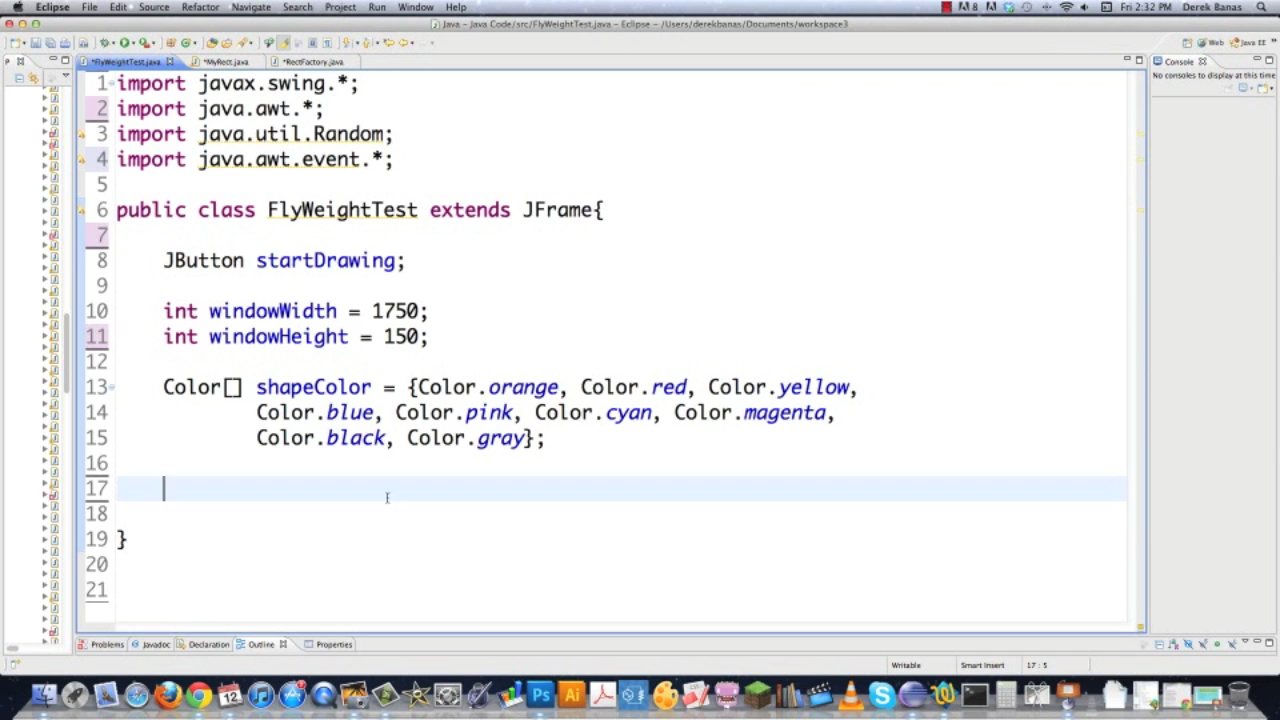 Eclipse File Edit Source Refactor Navigate Search Project Run Window Help
Fri 2:32 PM Derek Banas
Java – Java Code/src/FlyWeightTest.java – Eclipse – /Users/derekbanas/Documents/workspace3
Web Java EE
*FlyWeightTest.java *MyRect.java *RectFactory.java Console
No consoles to display at this time
1 import javax.swing.*;
2 import java.awt.*;
3 import java.util.Random;
4 import java.awt.event.*;
5
6 public class FlyWeightTest extends JFrame{
7
8 JButton startDrawing;
9
10 int windowWidth = 1750;
11 int windowHeight = 150;
12
13 Color[] shapeColor = {Color.orange, Color.red, Color.yellow,
14 Color.blue, Color.pink, Color.cyan, Color.magenta,
15 Color.black, Color.gray};
16
17
18
19 }
20
21
Problems Javadoc Declaration Outline Properties
Writable Smart Insert 17 : 5